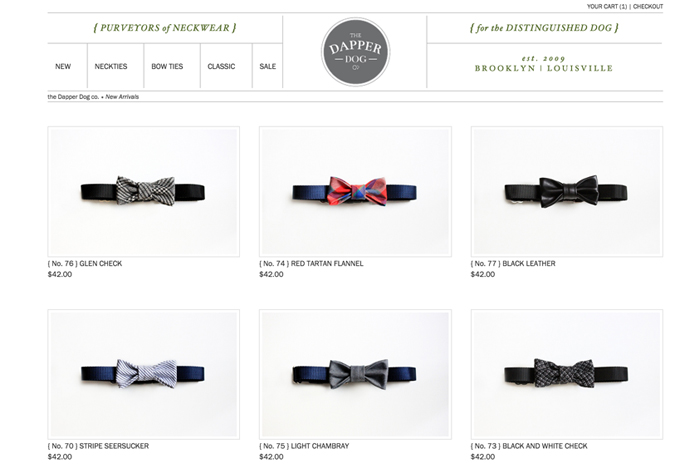 YOUR CART (1) | CHECKOUT
{ PURVEYORS of NECKWEAR }
THE
DAPPER
DOG
CO
{ for the DISTINGUISHED DOG }
NEW
NECKTIES
BOW TIES
CLASSIC
SALE
est. 2009
BROOKLYN | LOUISVILLE
the Dapper Dog co. • New Arrivals
{ No. 76 } GLEN CHECK
$42.00
{ No. 74 } RED TARTAN FLANNEL
$42.00
{ No. 77 } BLACK LEATHER
$42.00
{ No. 70 } STRIPE SEERSUCKER
$42.00
{ No. 75 } LIGHT CHAMBRAY
$42.00
{ No. 73 } BLACK AND WHITE CHECK
$42.00